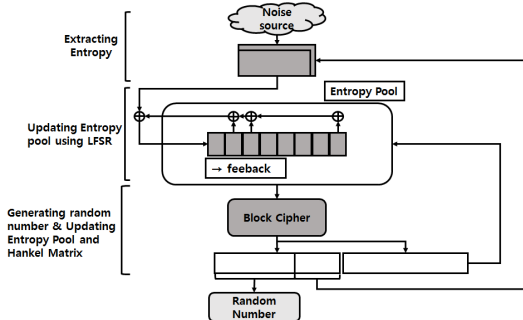 Noise
source
Extracting
Entropy
Entropy Pool
Updating Entropy
pool using LFSR
→ feeback
Generating random
number & Updating
Entropy Pool and
Hankel Matrix
Block Cipher
Random
Number